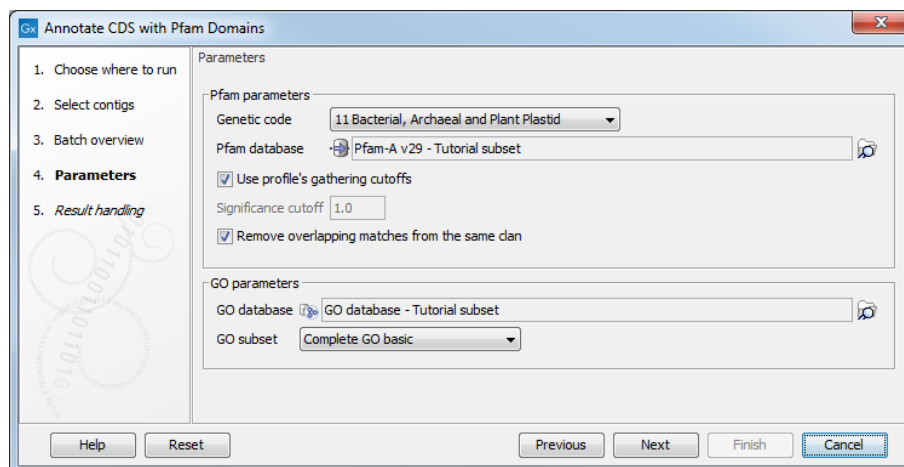 Gx Annotate CDS with Pfam Domains
1. Choose where to run
2. Select contigs
3. Batch overview
4. Parameters
5. Result handling
Parameters
Pfam parameters
Genetic code 11 Bacterial, Archaeal and Plant Plastid
Pfam database Pfam-A v29 - Tutorial subset
Use profile's gathering cutoffs
Significance cutoff 1.0
Remove overlapping matches from the same clan
GO parameters
GO database GO database - Tutorial subset
GO subset Complete GO basic
Help Reset Previous Next Finish Cancel